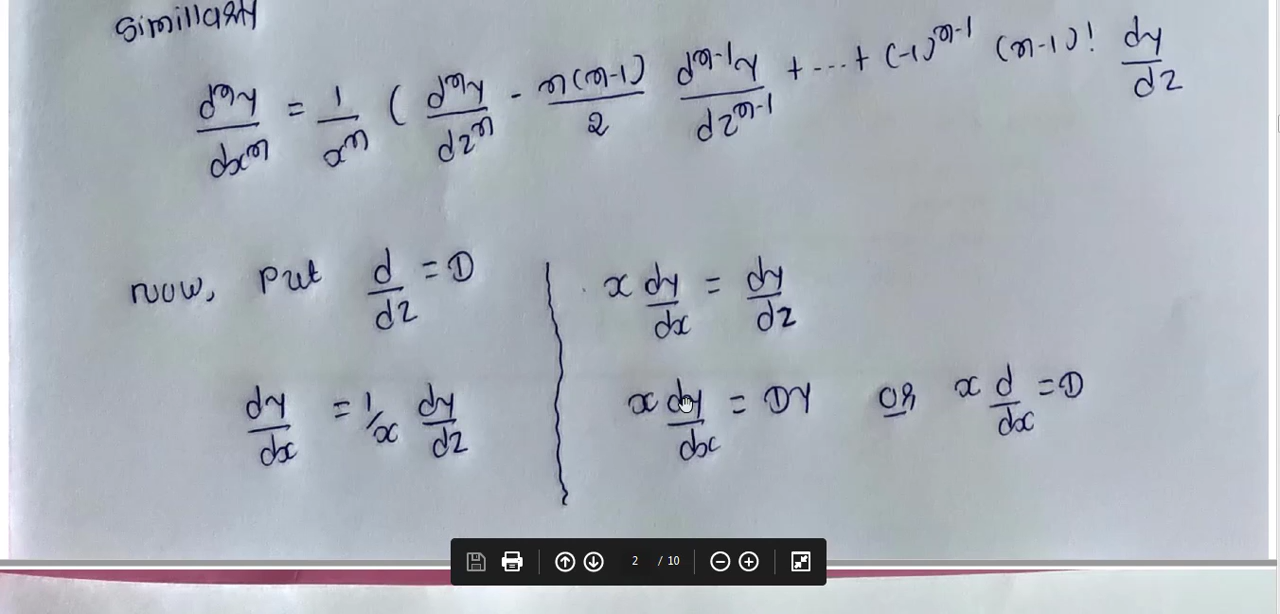 Simillarly
dⁿy/dxⁿ = 1/xⁿ ( dⁿy/dzⁿ - n(n-1)/2 dⁿ⁻¹y/dzⁿ⁻¹ + ... + (-1)ⁿ⁻¹ (n-1)! dy/dz
Now, Put d/dz = D
dy/dx = 1/x dy/dz
x dy/dx = dy/dz
x dy/dx = Dy OR x d/dx = D
2 / 10